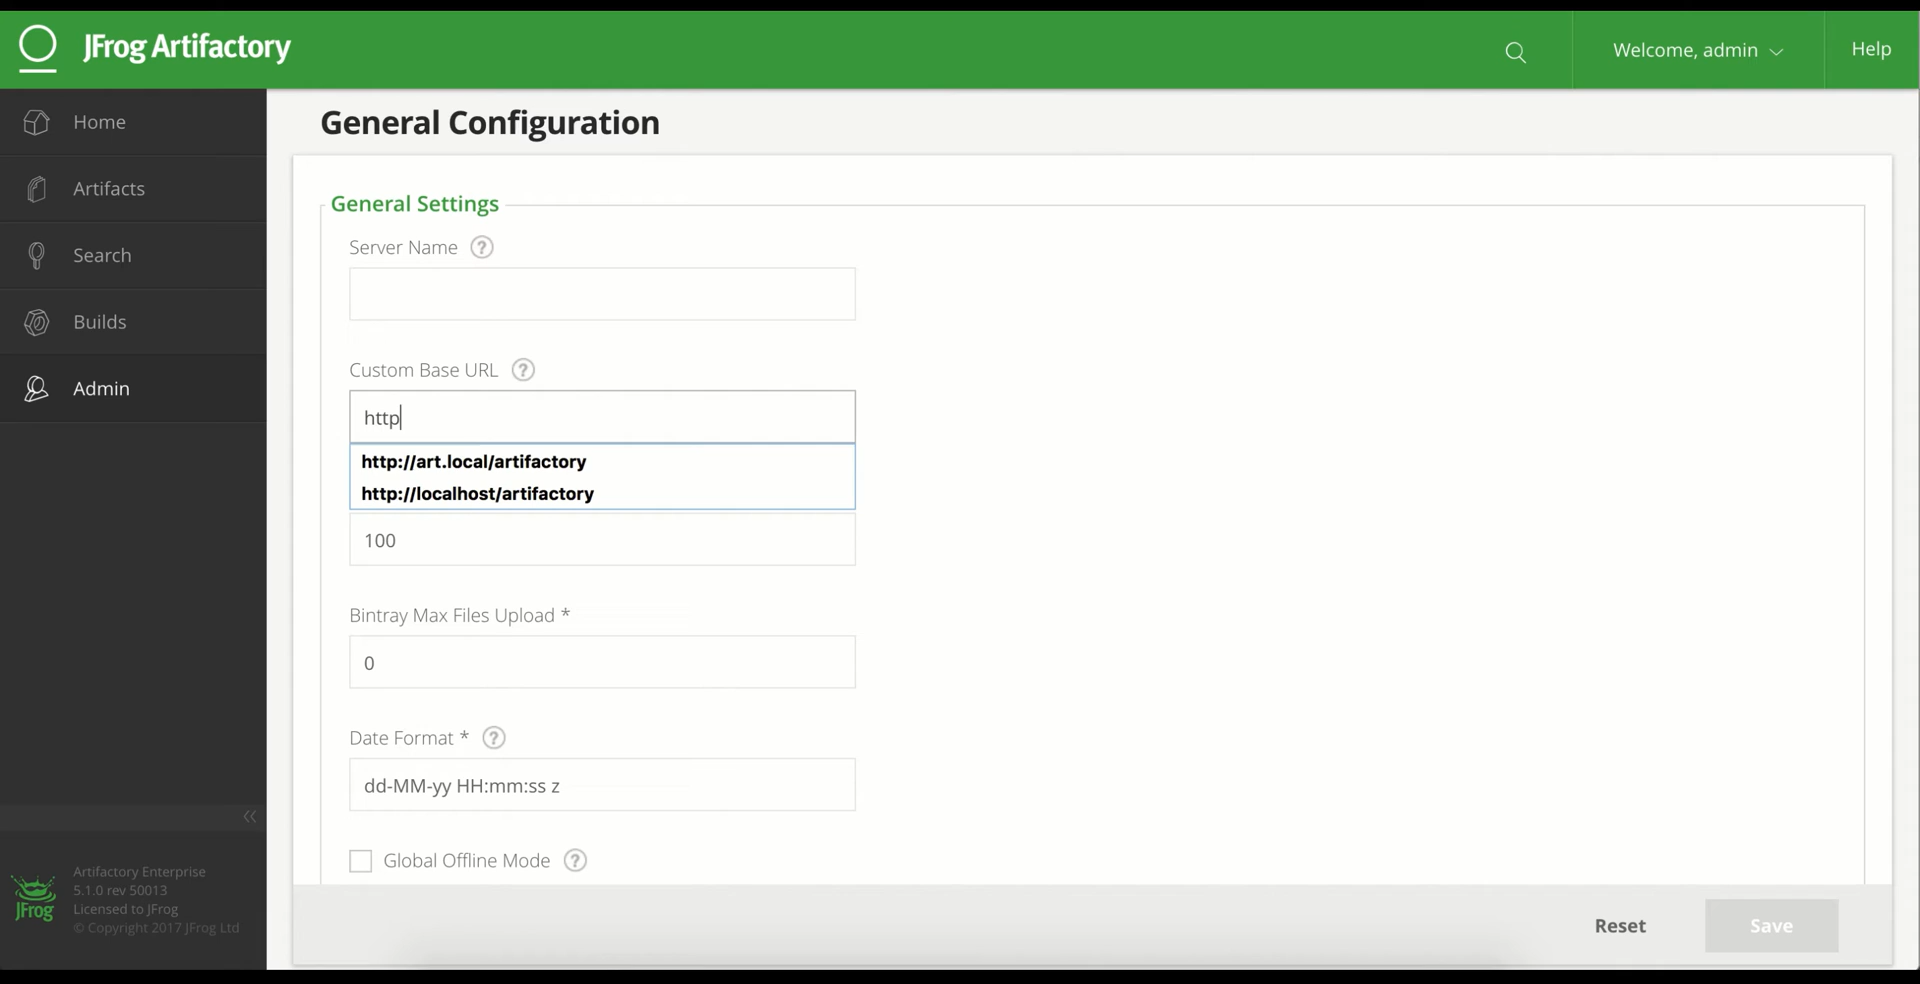 JFrog Artifactory
Welcome, admin
Help
Home
Artifacts
Search
Builds
Admin
General Configuration
General Settings
Server Name ?
Custom Base URL ?
http
http://art.local/artifactory
http://localhost/artifactory
100
Bintray Max Files Upload *
0
Date Format * ?
dd-MM-yy HH:mm:ss z
Global Offline Mode ?
Reset
Save
JFrog
Artifactory Enterprise
5.1.0 rev 50013
Licensed to JFrog
© Copyright 2017 JFrog Ltd